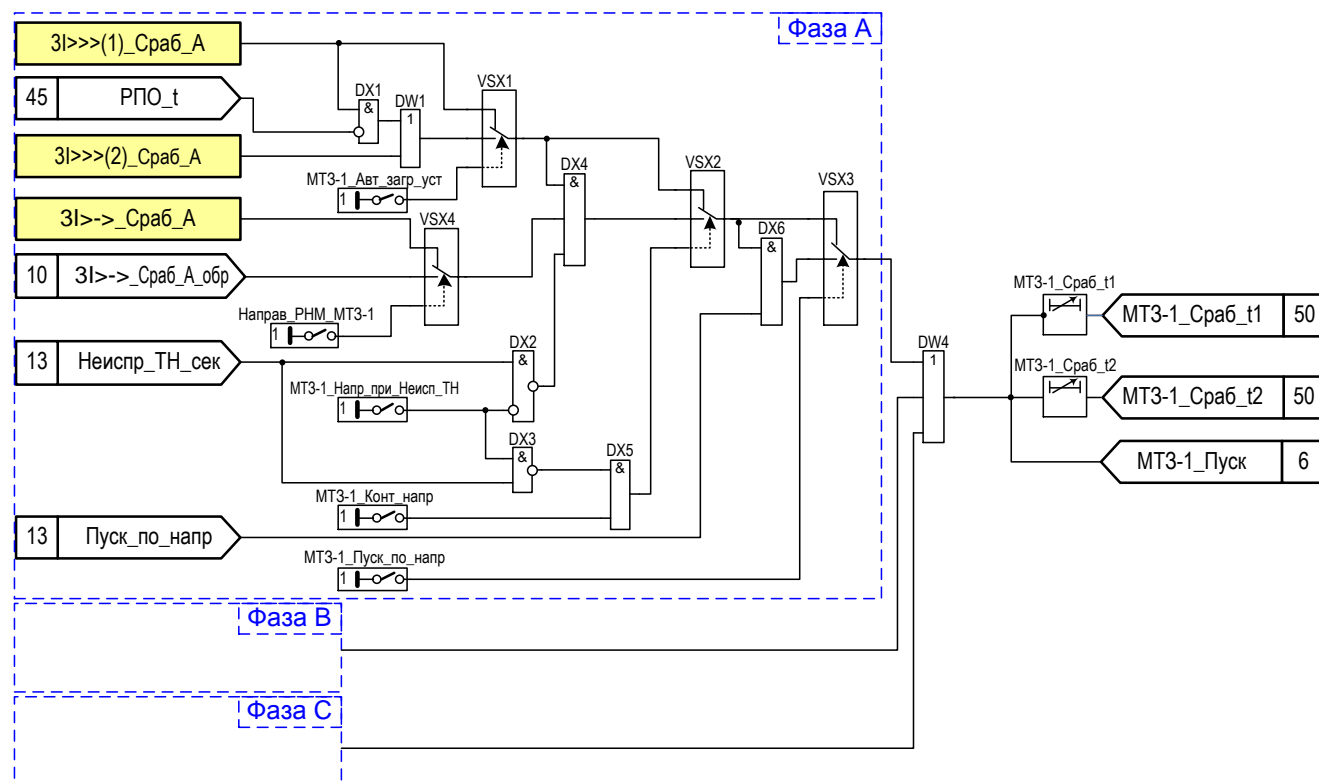 Фаза А
3I>>>(1)_Сраб_А
45 РПО_t
3I>>>(2)_Сраб_А
3I>->_Сраб_А
10 3I>->_Сраб_А_обр
13 Неиспр_ТН_сек
13 Пуск_по_напр
DX1
&
DW1
1
VSX1
МТЗ-1_Авт_загр_уст
1
VSX4
Направ_РНМ_МТЗ-1
1
DX4
&
VSX2
DX6
&
VSX3
DX2
&
МТЗ-1_Напр_при_Неисп_ТН
1
DX3
&
DX5
&
МТЗ-1_Конт_напр
1
МТЗ-1_Пуск_по_напр
1
DW4
1
МТЗ-1_Сраб_t1
МТЗ-1_Сраб_t1 50
МТЗ-1_Сраб_t2
МТЗ-1_Сраб_t2 50
МТЗ-1_Пуск 6
Фаза В
Фаза С